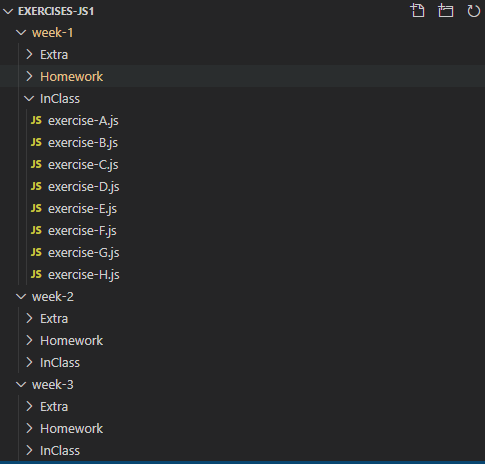 EXERCISES-JS1
week-1
Extra
Homework
InClass
JS exercise-A.js
JS exercise-B.js
JS exercise-C.js
JS exercise-D.js
JS exercise-E.js
JS exercise-F.js
JS exercise-G.js
JS exercise-H.js
week-2
Extra
Homework
InClass
week-3
Extra
Homework
InClass